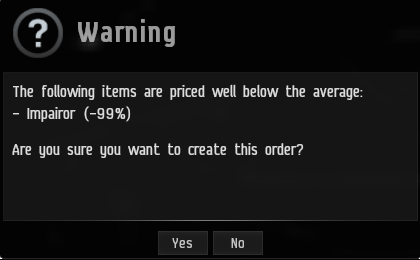 ?
Warning
The following items are priced well below the average:
- Impairor (-99%)
Are you sure you want to create this order?
Yes No